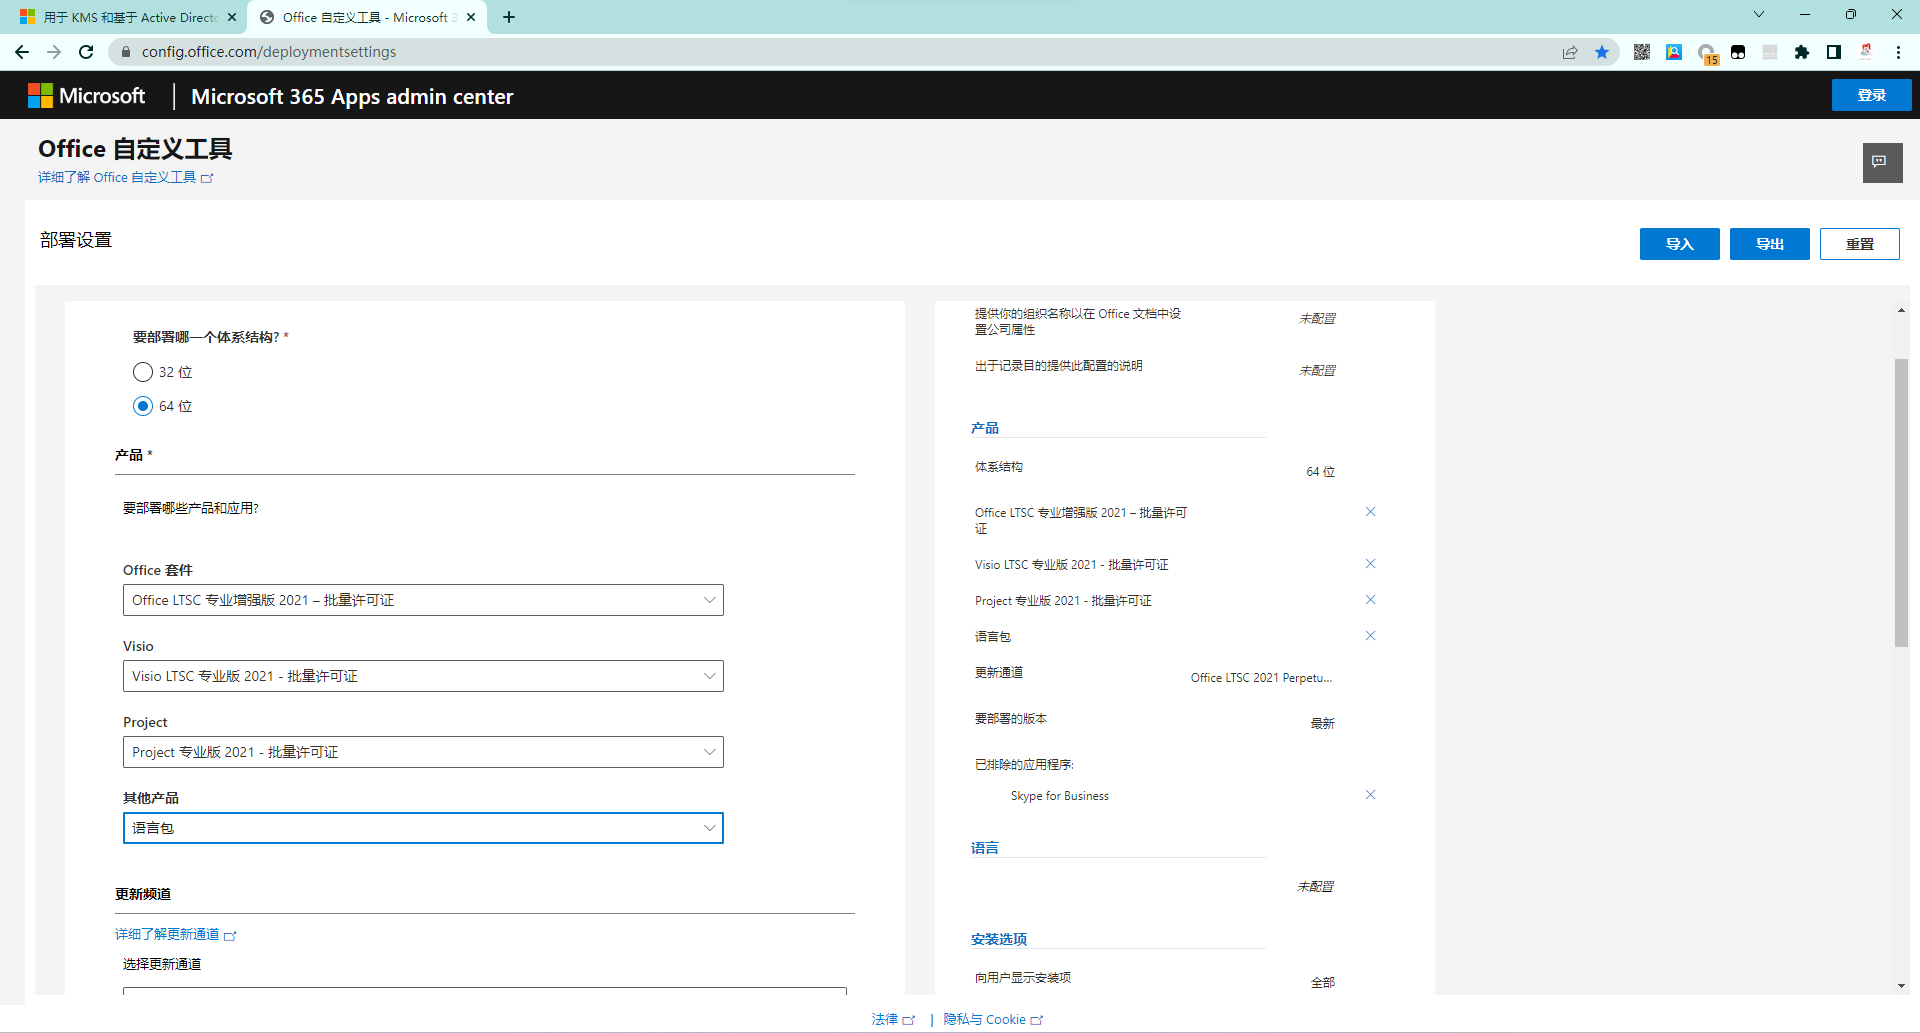 用于 KMS 和基于 Active Directo
Office 自定义工具 - Microsoft 3
config.office.com/deploymentsettings
15
Microsoft
Microsoft 365 Apps admin center
登录
Office 自定义工具
详细了解 Office 自定义工具
部署设置
导入
导出
重置
要部署哪一个体系结构? *
32 位
64 位
产品 *
要部署哪些产品和应用?
Office 套件
Office LTSC 专业增强版 2021 – 批量许可证
Visio
Visio LTSC 专业版 2021 - 批量许可证
Project
Project 专业版 2021 - 批量许可证
其他产品
语言包
更新频道
详细了解更新通道
选择更新通道
提供你的组织名称以在 Office 文档中设
置公司属性
未配置
出于记录目的提供此配置的说明
未配置
产品
体系结构
64 位
Office LTSC 专业增强版 2021 – 批量许可
证
Visio LTSC 专业版 2021 - 批量许可证
Project 专业版 2021 - 批量许可证
语言包
更新通道
Office LTSC 2021 Perpetu...
要部署的版本
最新
已排除的应用程序:
Skype for Business
语言
未配置
安装选项
向用户显示安装项
全部
法律 | 隐私与 Cookie